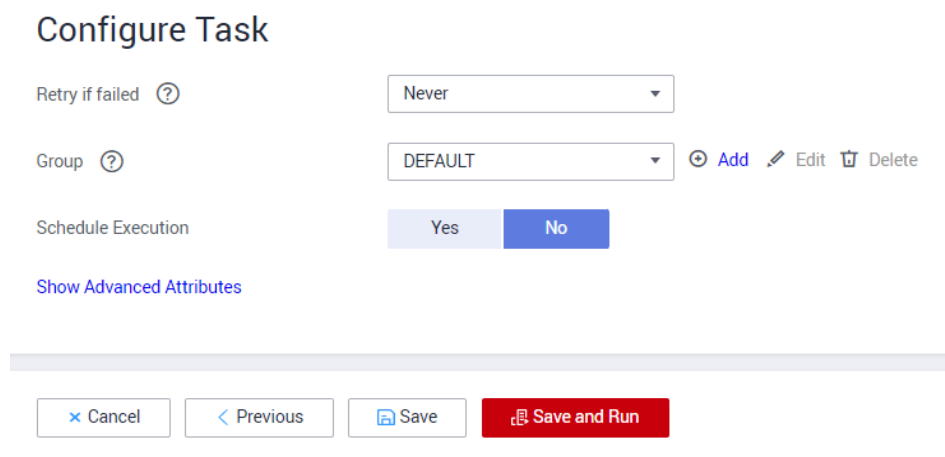 Configure Task
Retry if failed ? Never
Group ? DEFAULT Add Edit Delete
Schedule Execution Yes No
Show Advanced Attributes
Cancel Previous Save Save and Run